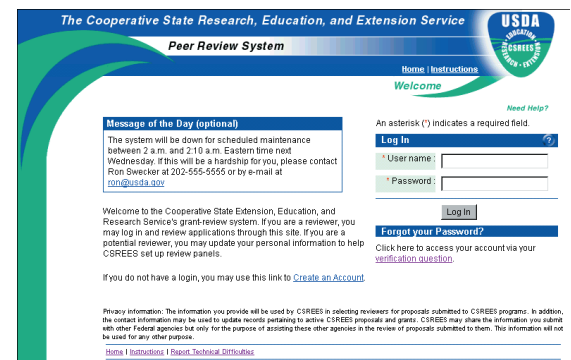 The Cooperative State Research, Education, and Extension Service
USDA
Peer Review System
EDUCATION
CSREES
RESEARCH - EXTENSION
Home | Instructions
Welcome
Need Help?
Message of the Day (optional)
The system will be down for scheduled maintenance
between 2 a.m. and 2:10 a.m. Eastern time next
Wednesday. If this will be a hardship for you, please contact
Ron Swecker at 202-555-5555 or by e-mail at
ron@usda.gov
An asterisk (*) indicates a required field.
Log In
?
* User name :
* Password :
Log In
Welcome to the Cooperative State Extension, Education, and
Research Service's grant-review system. If you are a reviewer, you
may log in and review applications through this site. If you are a
potential reviewer, you may update your personal information to help
CSREES set up review panels.
If you do not have a login, you may use this link to Create an Account.
Forgot your Password?
Click here to access your account via your
verification question.
Privacy information: The information you provide will be used by CSREES in selecting reviewers for proposals submitted to CSREES programs. In addition,
the contact information may be used to update records pertaining to active CSREES proposals and grants. CSREES may share the information you submit
with other Federal agencies but only for the purpose of assisting these other agencies in the review of proposals submitted to them. This information will not
be used for any other purpose.
Home | Instructions | Report Technical Difficulties